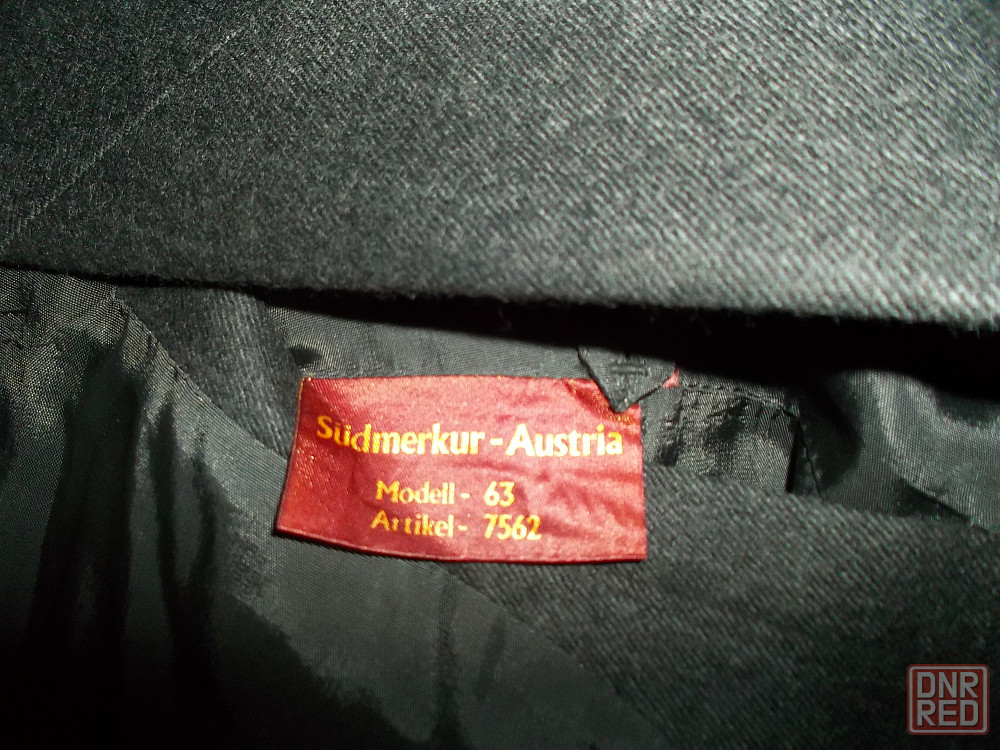 Südmerkur - Austria
Modell - 63
Artikel - 7562
DNR
RED